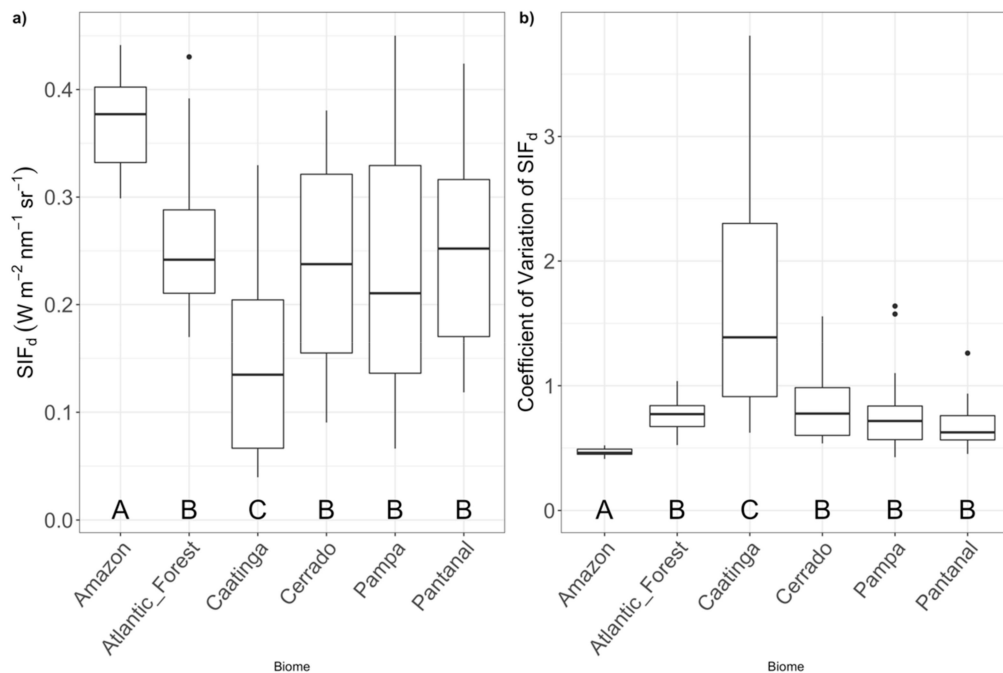 a)
SIFd (W m−2 nm−1 sr−1)
0.4
0.3
0.2
0.1
0.0
A B C B B B
Amazon
Atlantic_Forest
Caatinga
Cerrado
Pampa
Pantanal
Biome
b)
Coefficient of Variation of SIFd
3
2
1
0
A B C B B B
Amazon
Atlantic_Forest
Caatinga
Cerrado
Pampa
Pantanal
Biome